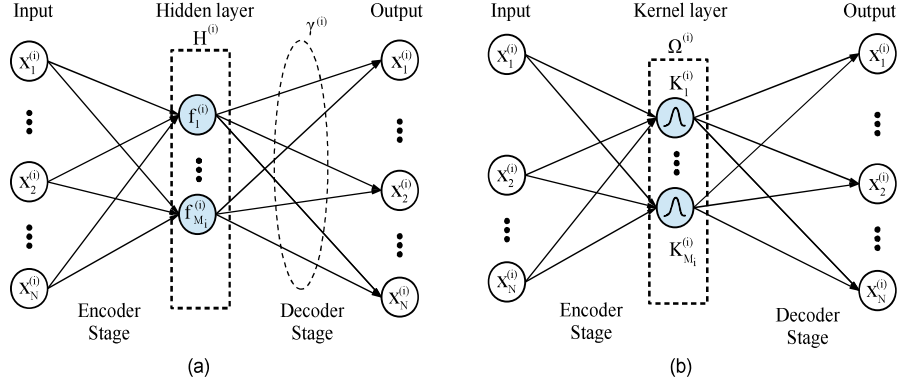 Input
Hidden layer
H^(i)
γ^(i)
Output
X_1^(i)
X_2^(i)
X_N^(i)
f_1^(i)
f_{M_i}^(i)
X_1^(i)
X_2^(i)
X_N^(i)
Encoder
Stage
Decoder
Stage
(a)
Input
Kernel layer
Ω^(i)
Output
X_1^(i)
X_2^(i)
X_N^(i)
K_1^(i)
K_{M_i}^(i)
X_1^(i)
X_2^(i)
X_N^(i)
Encoder
Stage
Decoder
Stage
(b)